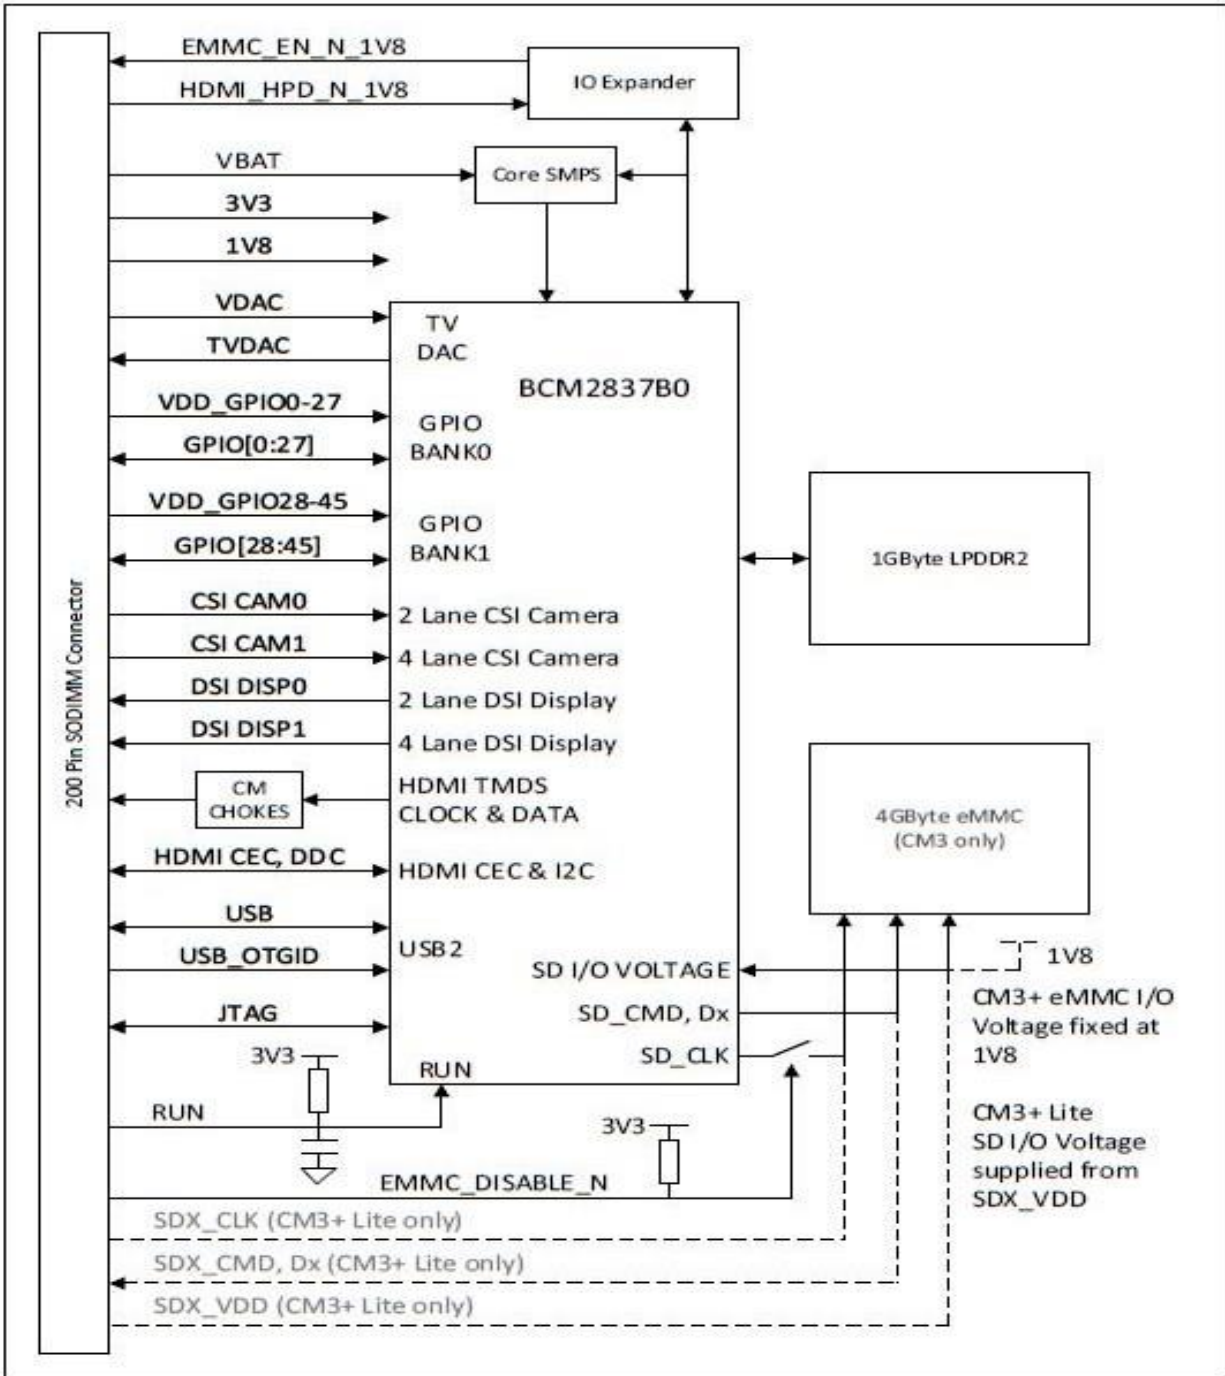 EMMC_EN_N_1V8
HDMI_HPD_N_1V8
IO Expander
VBAT
Core SMPS
3V3
1V8
VDAC
TVDAC
TV
DAC
BCM2837B0
VDD_GPIO0-27
GPIO[0:27]
GPIO
BANK0
VDD_GPIO28-45
GPIO[28:45]
GPIO
BANK1
1GByte LPDDR2
200 Pin SODIMM Connector
CSI CAM0
2 Lane CSI Camera
CSI CAM1
4 Lane CSI Camera
DSI DISP0
2 Lane DSI Display
DSI DISP1
4 Lane DSI Display
CM
CHOKES
HDMI TMDS
CLOCK & DATA
4GByte eMMC
(CM3 only)
HDMI CEC, DDC
HDMI CEC & I2C
USB
USB_OTGID
USB2
SD I/O VOLTAGE
1V8
SD_CMD, Dx
CM3+ eMMC I/O
Voltage fixed at
1V8
JTAG
SD_CLK
3V3
RUN
RUN
3V3
CM3+ Lite
SD I/O Voltage
supplied from
SDX_VDD
EMMC_DISABLE_N
SDX_CLK (CM3+ Lite only)
SDX_CMD, Dx (CM3+ Lite only)
SDX_VDD (CM3+ Lite only)